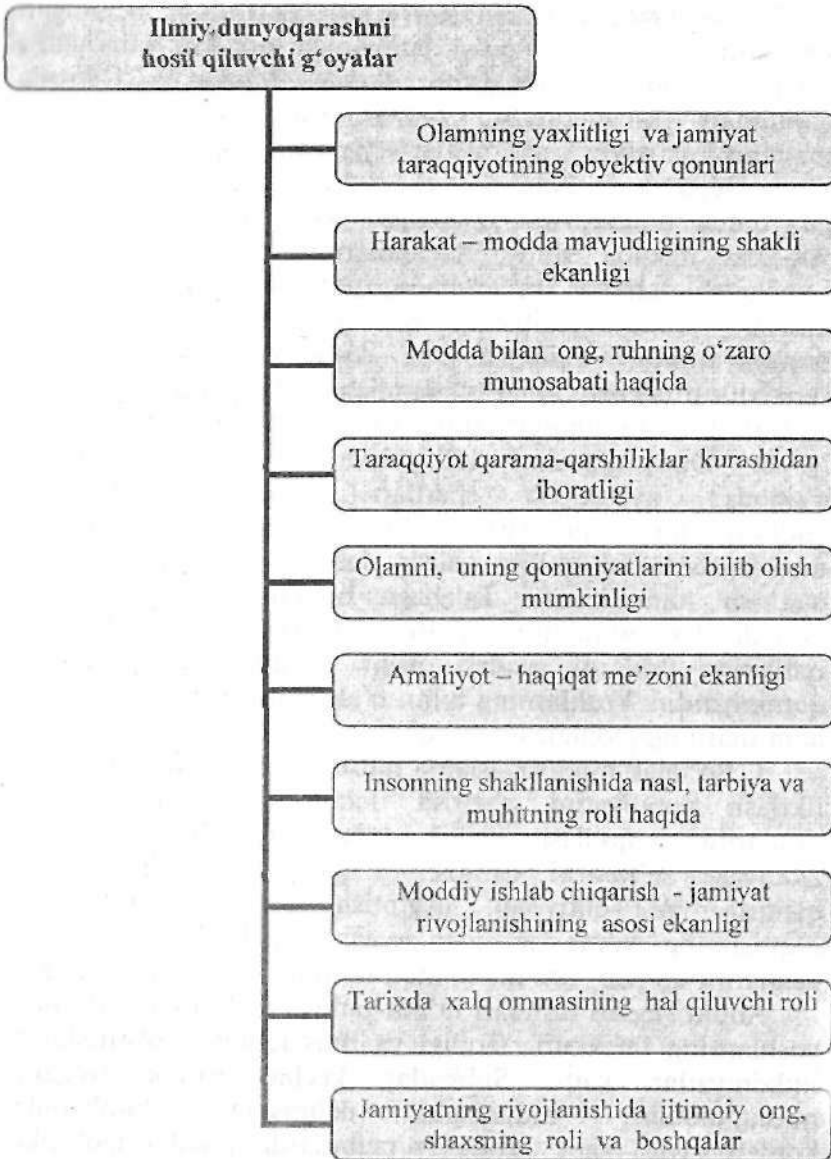 Ilmiy dunyoqarashni
hosil qiluvchi g‘oyalar
Olamning yaxlitligi va jamiyat
taraqqiyotining obyektiv qonunlari
Harakat – modda mavjudligining shakli
ekanligi
Modda bilan ong, ruhning o‘zaro
munosabati haqida
Taraqqiyot qarama-qarshiliklar kurashidan
iboratligi
Olamni, uning qonuniyatlarini bilib olish
mumkinligi
Amaliyot – haqiqat me’zoni ekanligi
Insonning shakllanishida nasl, tarbiya va
muhitning roli haqida
Moddiy ishlab chiqarish - jamiyat
rivojlanishining asosi ekanligi
Tarixda xalq ommasining hal qiluvchi roli
Jamiyatning rivojlanishida ijtimoiy ong,
shaxsning roli va boshqalar